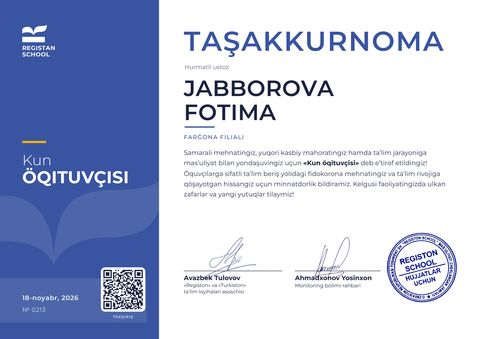 REGISTAN
SCHOOL
Kun
ÖQITUVÇISI
18-noyabr, 2026
№ 0213
TEKŞIRIŞ
TAŞAKKURNOMA
Hurmatli ustoz
JABBOROVA
FOTIMA
FARĞONA FILIALI
Samarali mehnatingiz, yuqori kasbiy mahoratingiz hamda ta’lim jarayoniga
mas’uliyat bilan yondaşuvingiz uçun «Kun öqituvçisi» deb e’tirof etildingiz!
Öquvçilarga sifatli ta’lim beriş yölidagi fidokorona mehnatingiz va ta’lim rivojiga
qöşayotgan hissangiz uçun minnatdorlik bildiramiz. Kelgusi faoliyatingizda ulkan
zafarlar va yangi yutuqlar tilaymiz!
Avazbek Tulovov
«Registon» va «Turkiston»
ta’lim loyihalari asosçhisi
Ahmadxonov Yosinxon
Monitoring bölimi rahbari
REGISTON
SCHOOL
HUJJATLAR
UCHUN